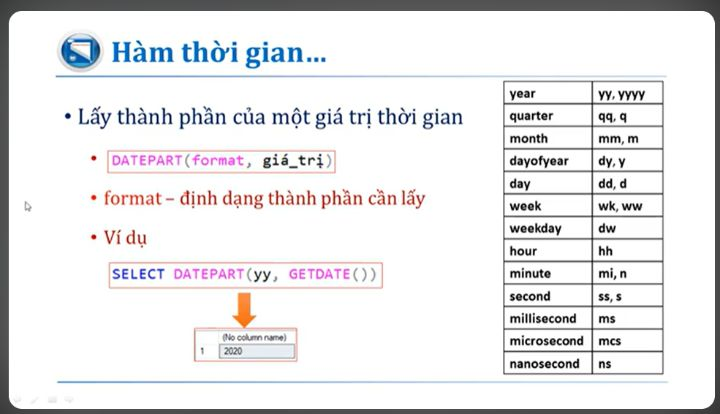 Hàm thời gian...
• Lấy thành phần của một giá trị thời gian
• DATEPART(format, giá_trị)
• format – định dạng thành phần cần lấy
• Ví dụ
SELECT DATEPART(yy, GETDATE())
(No column name)
1 2020
year yy, yyyy
quarter qq, q
month mm, m
dayofyear dy, y
day dd, d
week wk, ww
weekday dw
hour hh
minute mi, n
second ss, s
millisecond ms
microsecond mcs
nanosecond ns